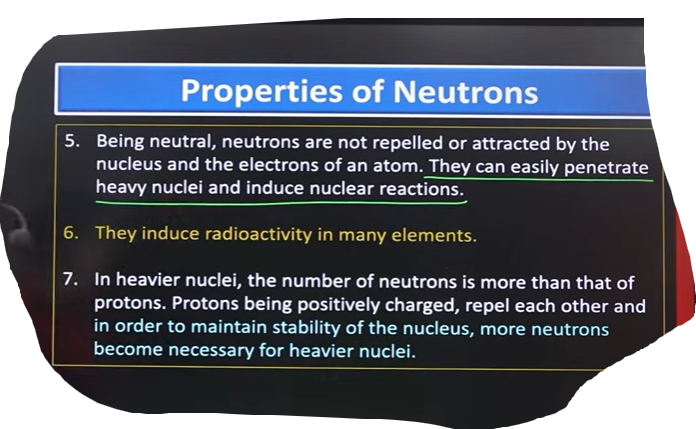 Properties of Neutrons
5. Being neutral, neutrons are not repelled or attracted by the
nucleus and the electrons of an atom. They can easily penetrate
heavy nuclei and induce nuclear reactions.
6. They induce radioactivity in many elements.
7. In heavier nuclei, the number of neutrons is more than that of
protons. Protons being positively charged, repel each other and
in order to maintain stability of the nucleus, more neutrons
become necessary for heavier nuclei.